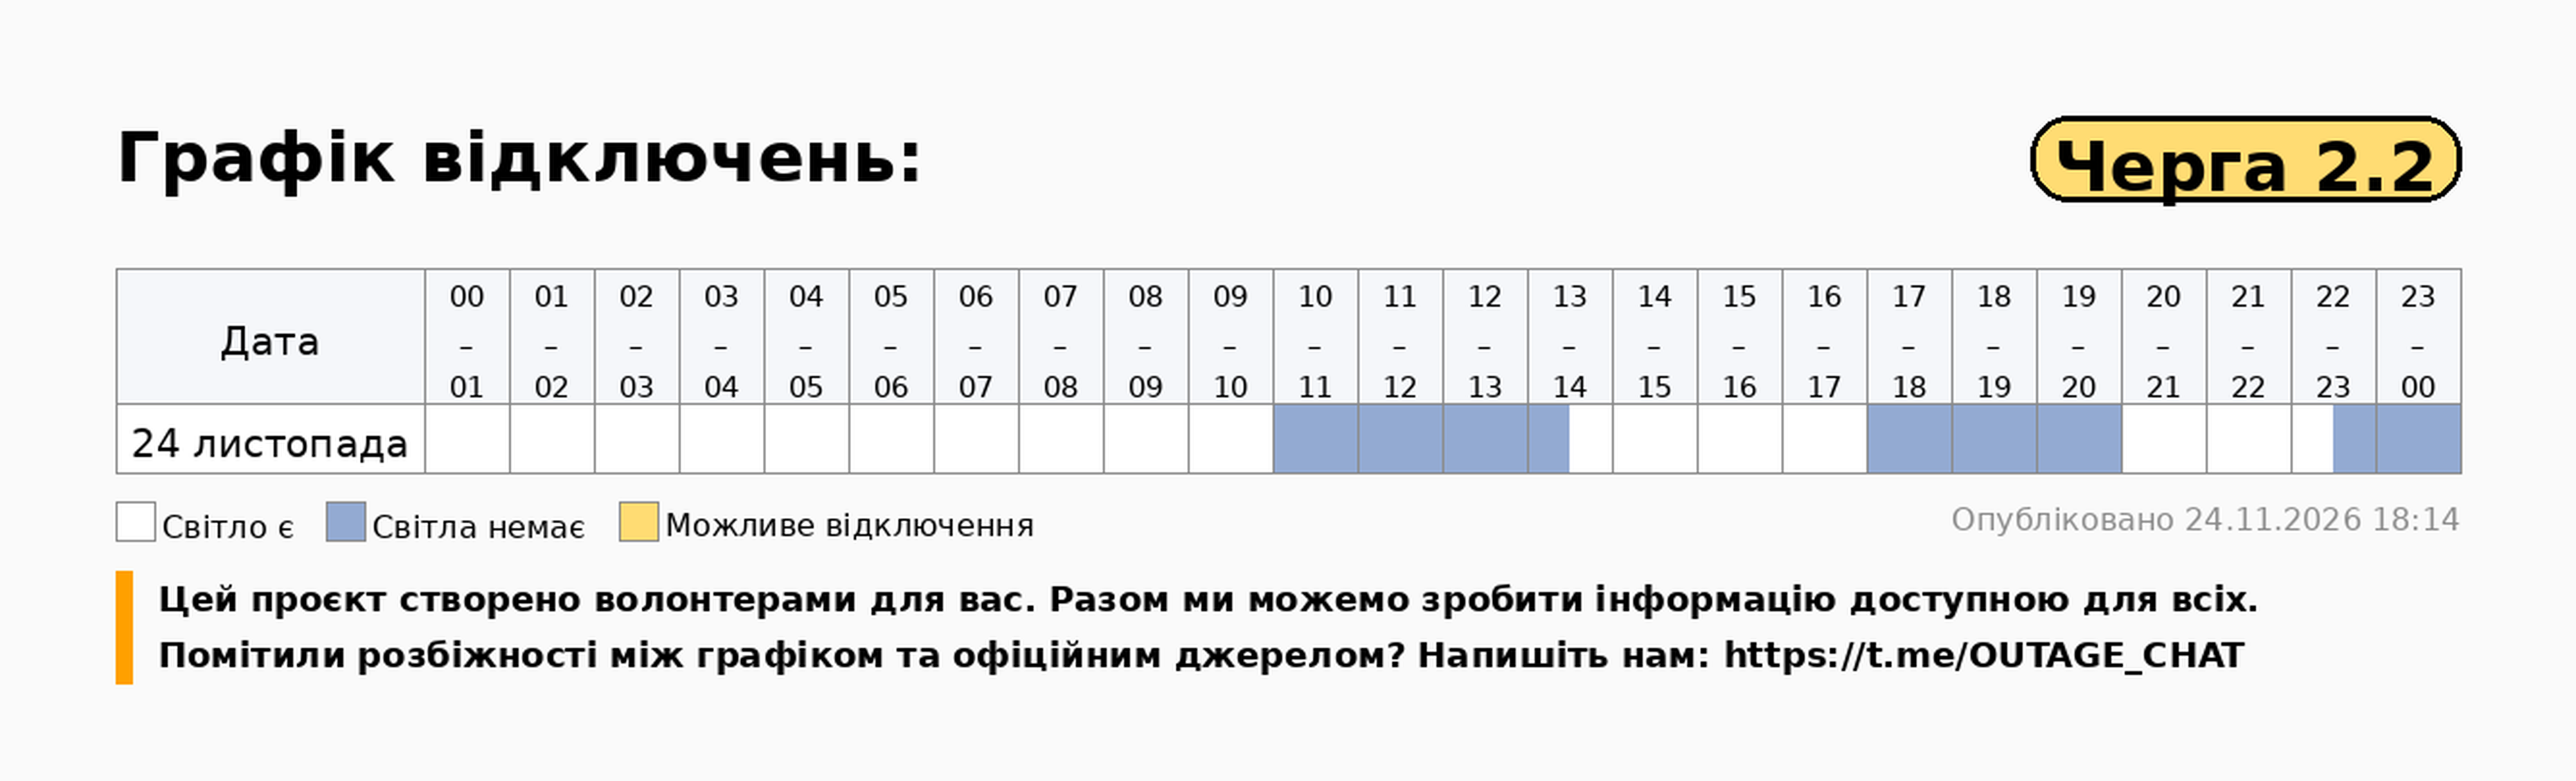 Графік відключень:
Черга 2.2
Дата
00 – 01
01 – 02
02 – 03
03 – 04
04 – 05
05 – 06
06 – 07
07 – 08
08 – 09
09 – 10
10 – 11
11 – 12
12 – 13
13 – 14
14 – 15
15 – 16
16 – 17
17 – 18
18 – 19
19 – 20
20 – 21
21 – 22
22 – 23
23 – 00
24 листопада
Світло є
Світла немає
Можливе відключення
Опубліковано 24.11.2026 18:14
Цей проєкт створено волонтерами для вас. Разом ми можемо зробити інформацію доступною для всіх.
Помітили розбіжності між графіком та офіційним джерелом? Напишіть нам: https://t.me/OUTAGE_CHAT